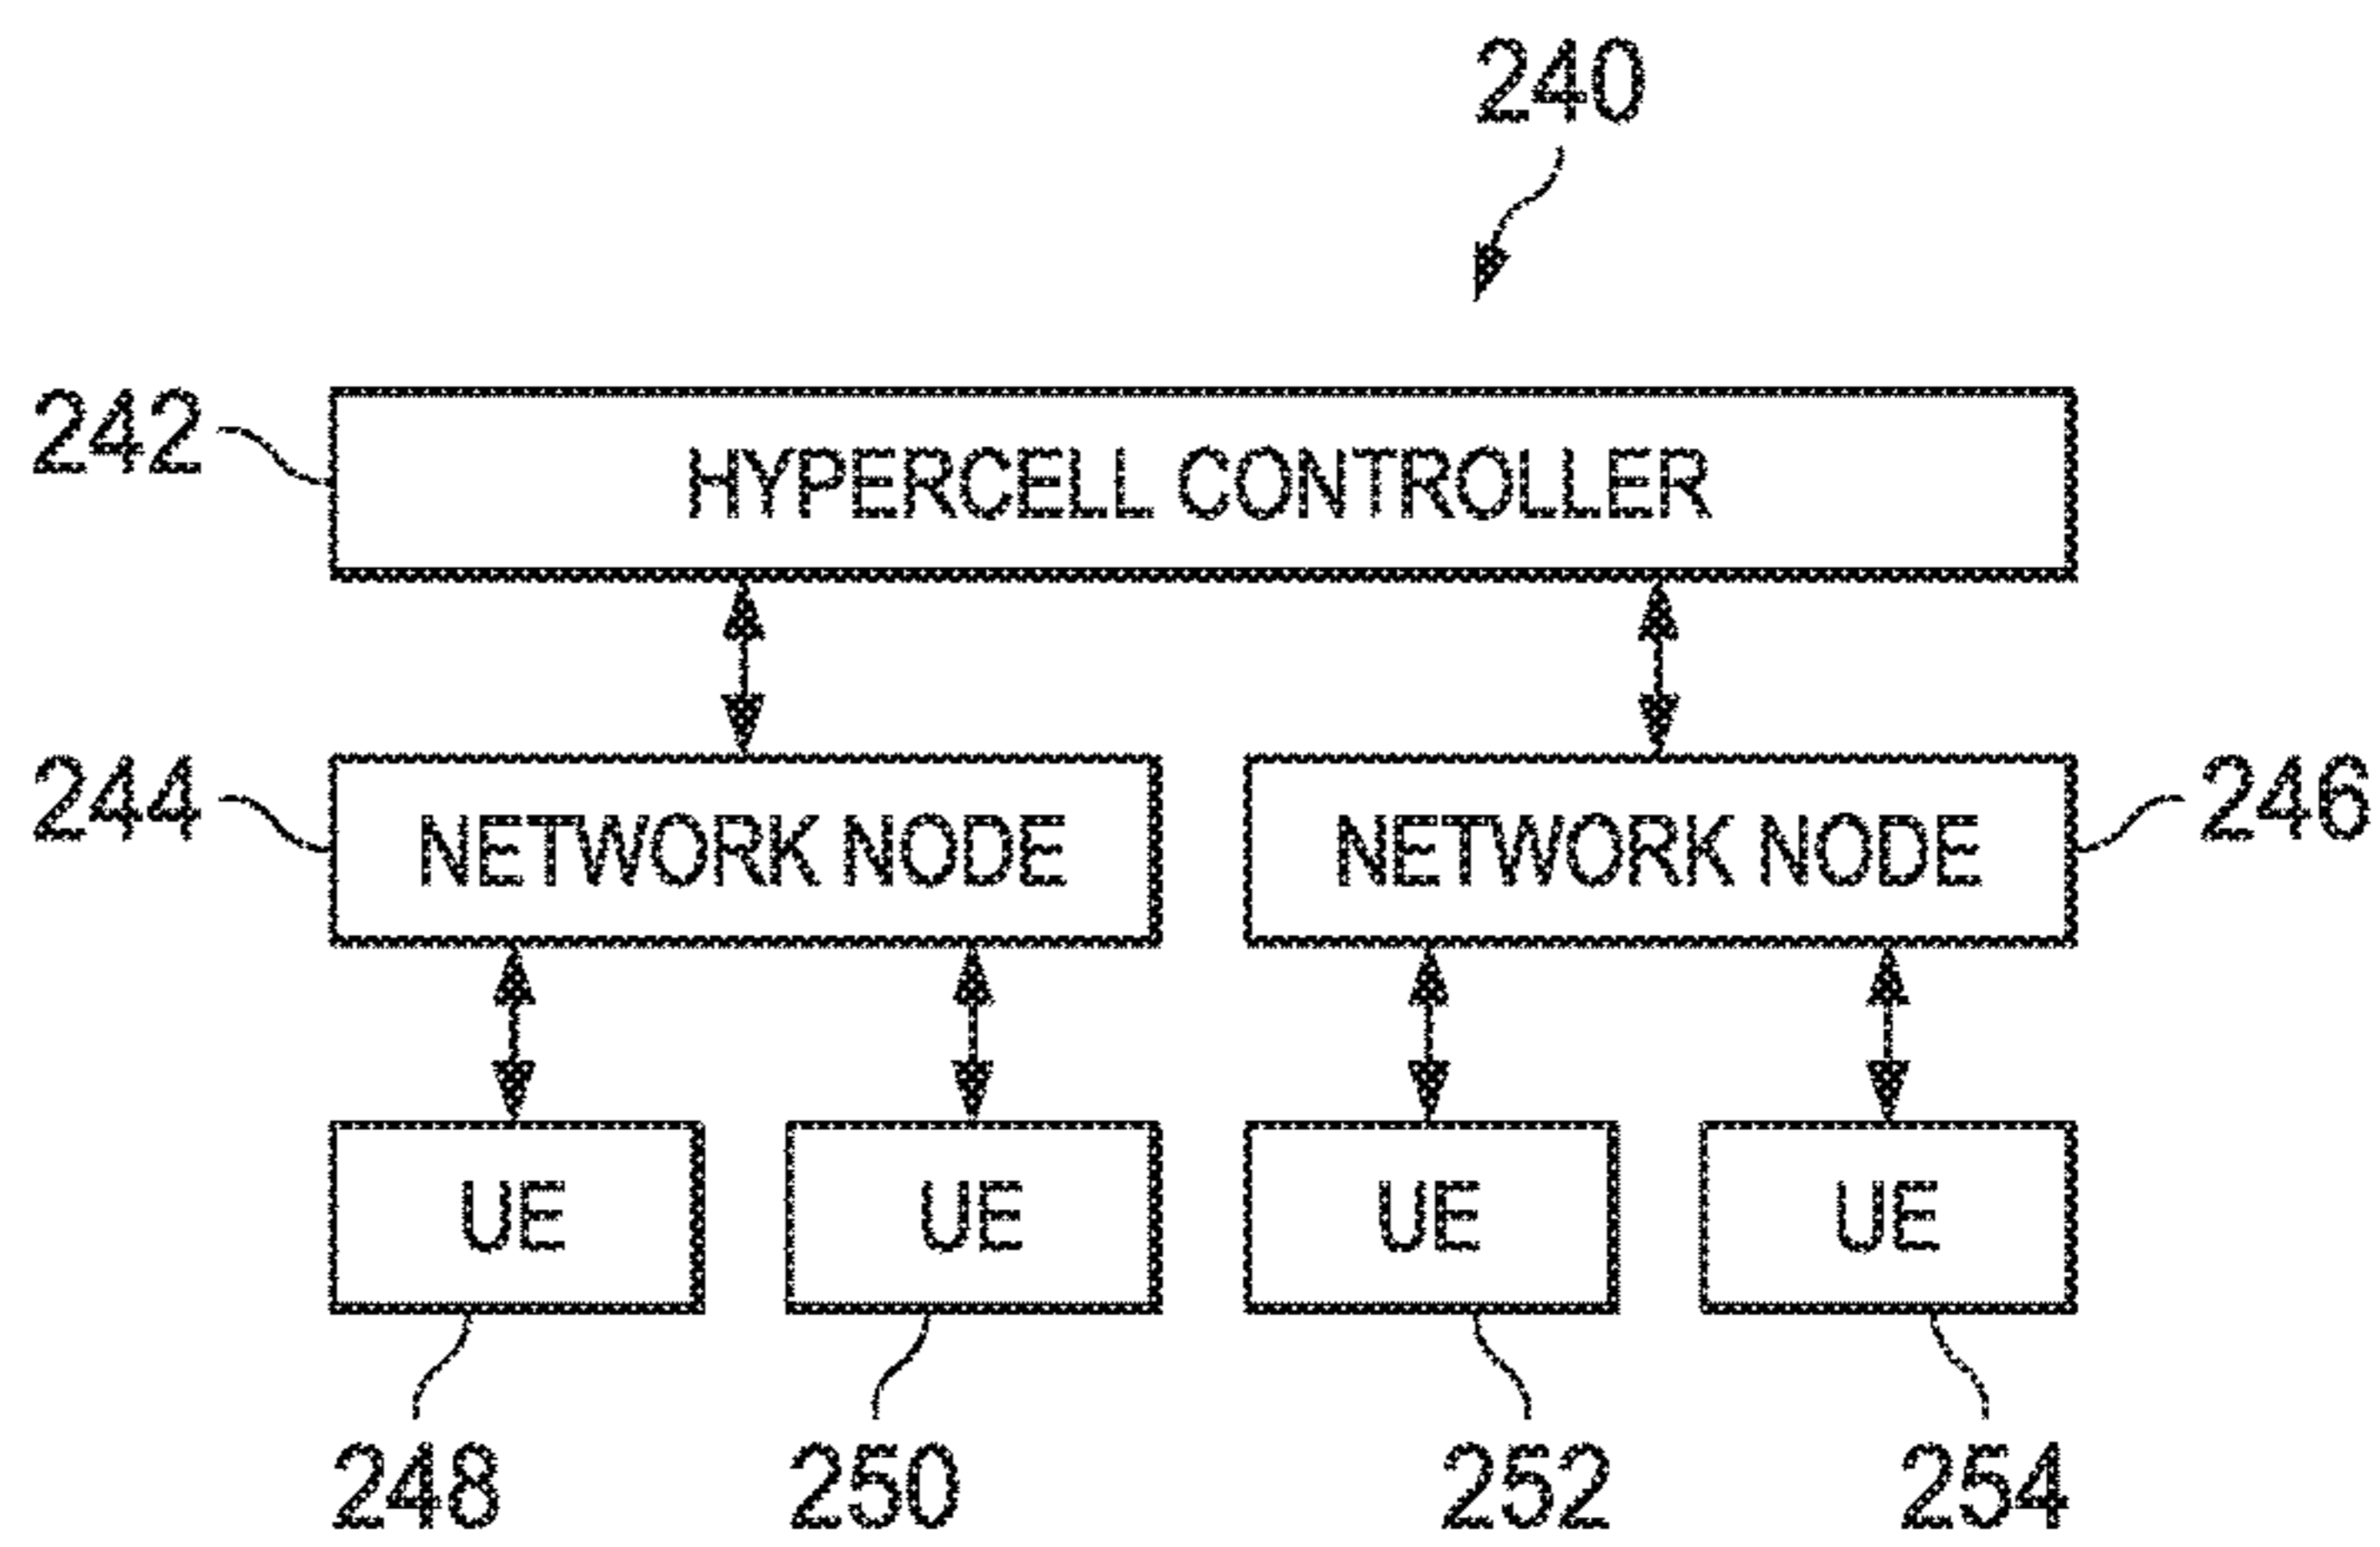 240
242 HYPERCELL CONTROLLER
244 NETWORK NODE NETWORK NODE 246
UE UE UE UE
248 250 252 254